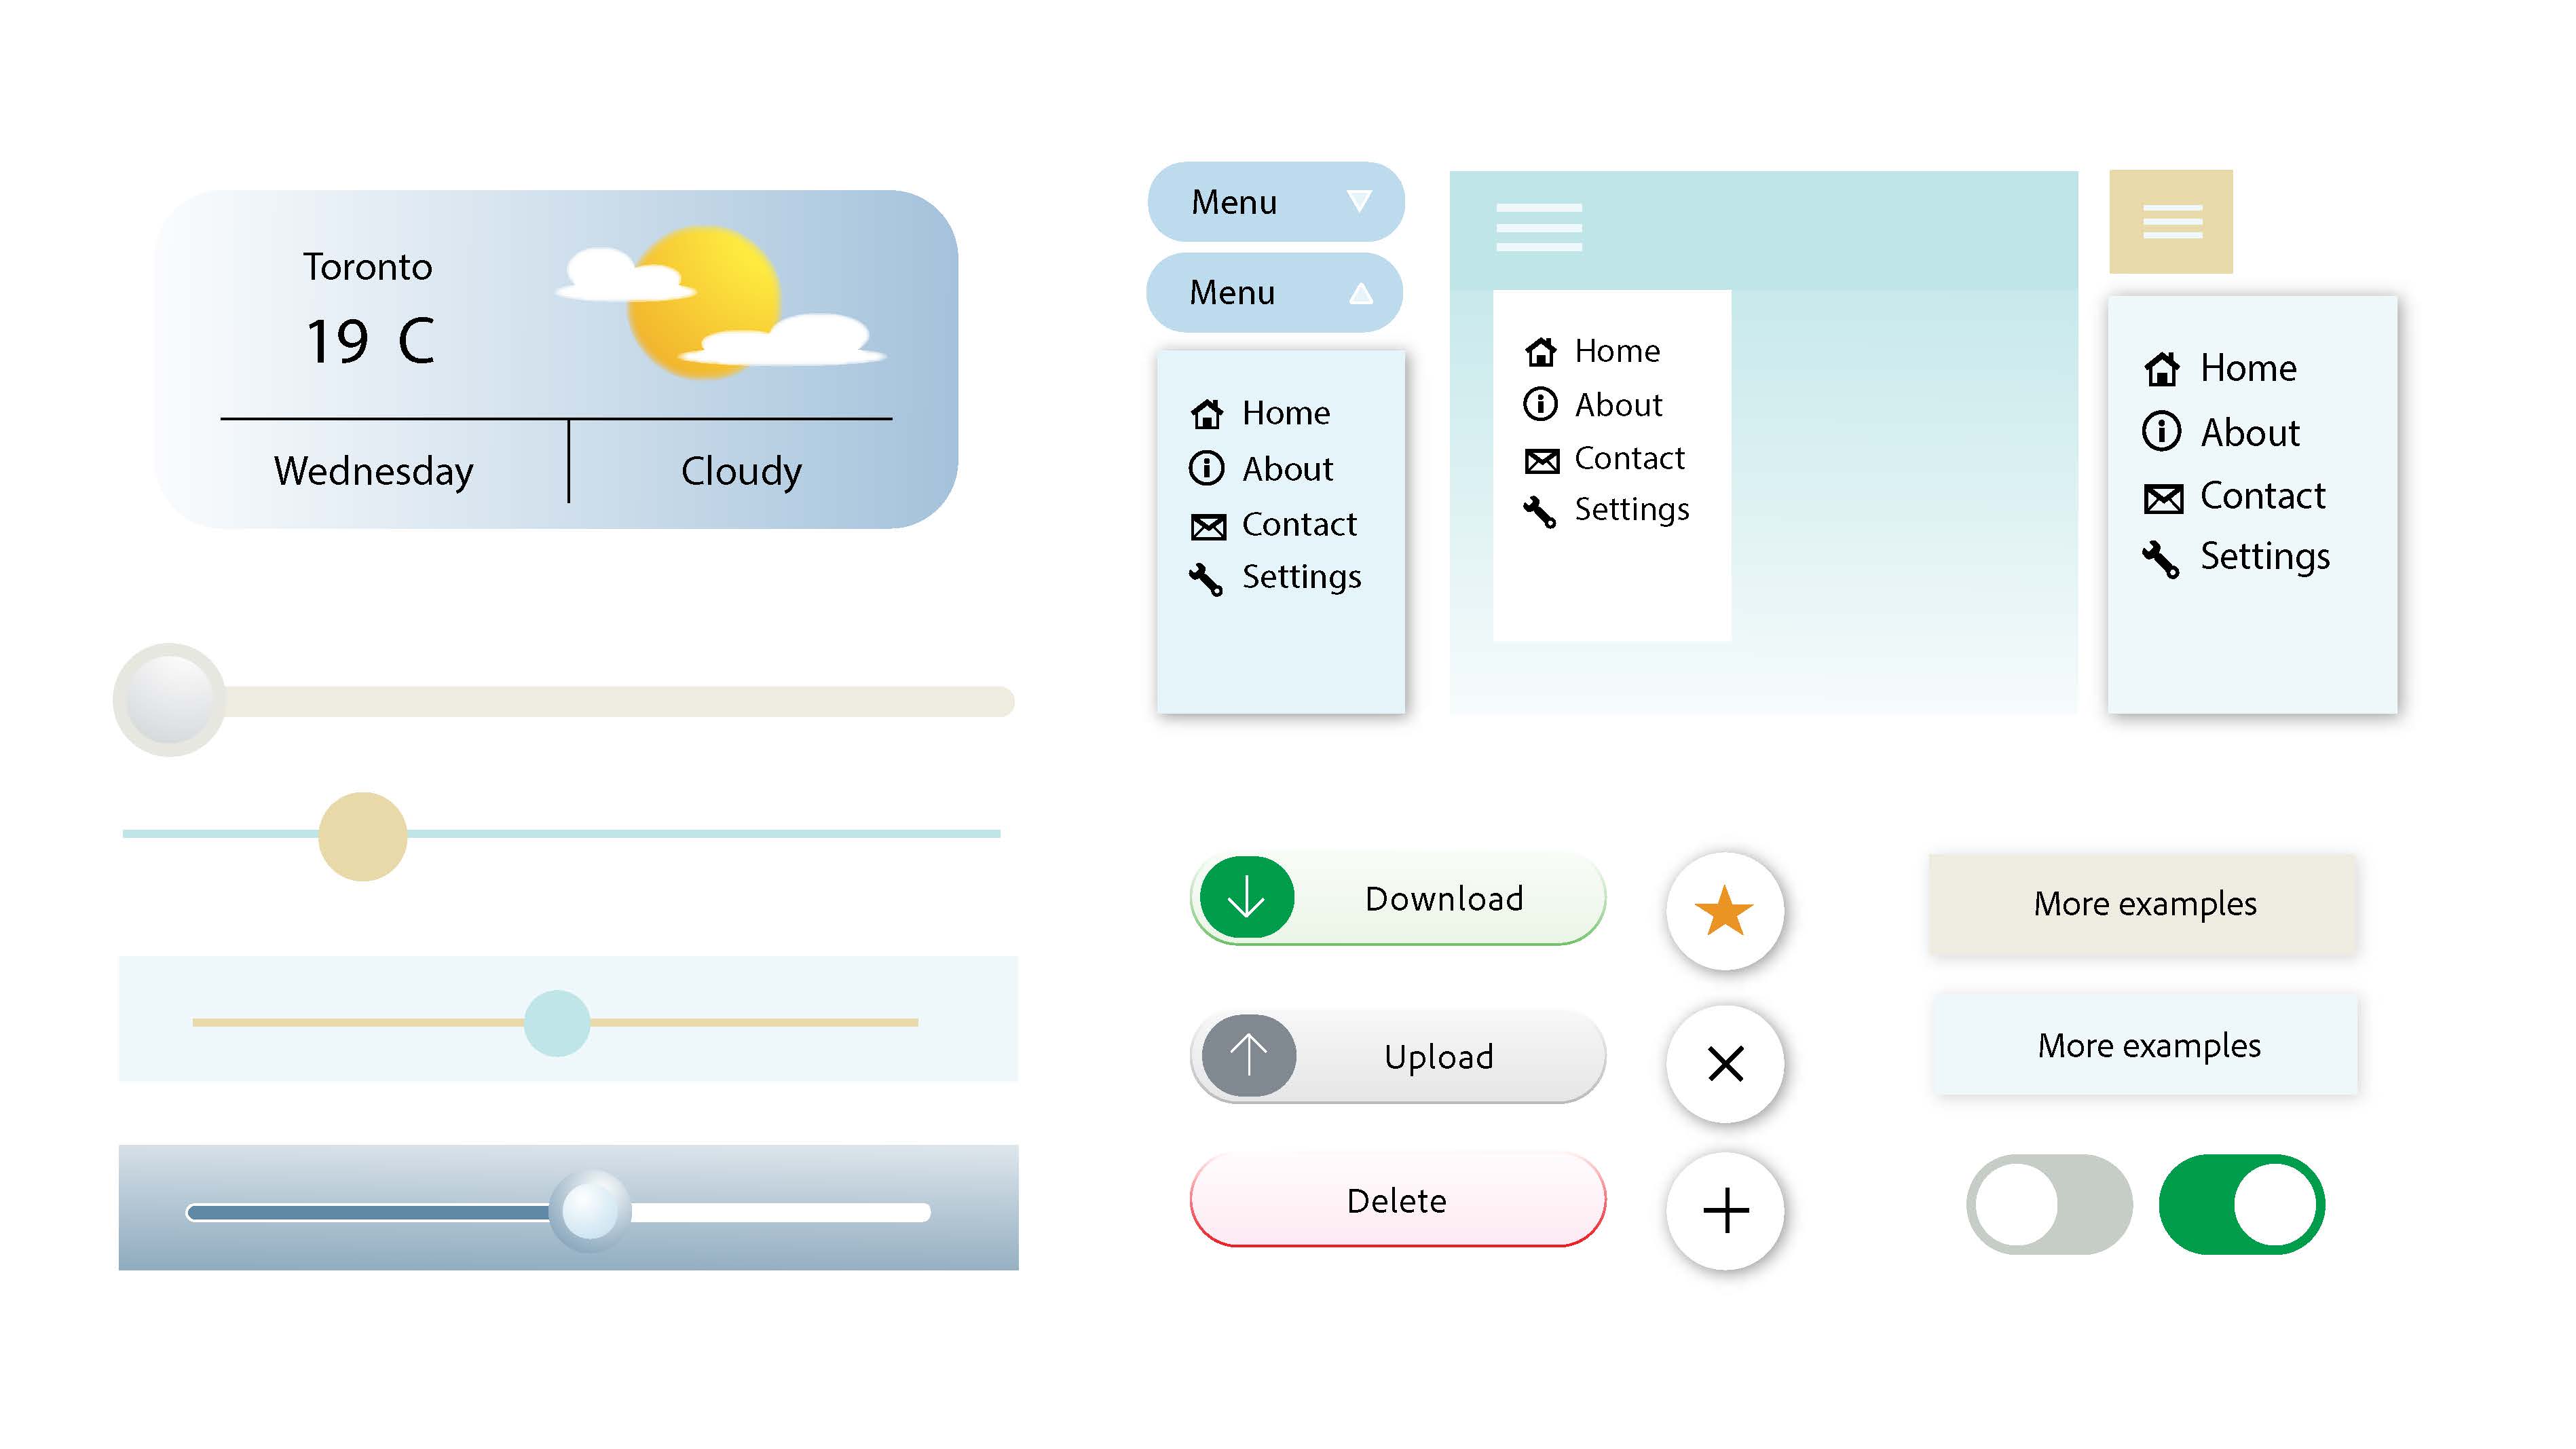 Toronto
19 C
Wednesday
Cloudy
Menu
Menu
Home
About
Contact
Settings
Home
About
Contact
Settings
Home
About
Contact
Settings
Download
Upload
Delete
More examples
More examples